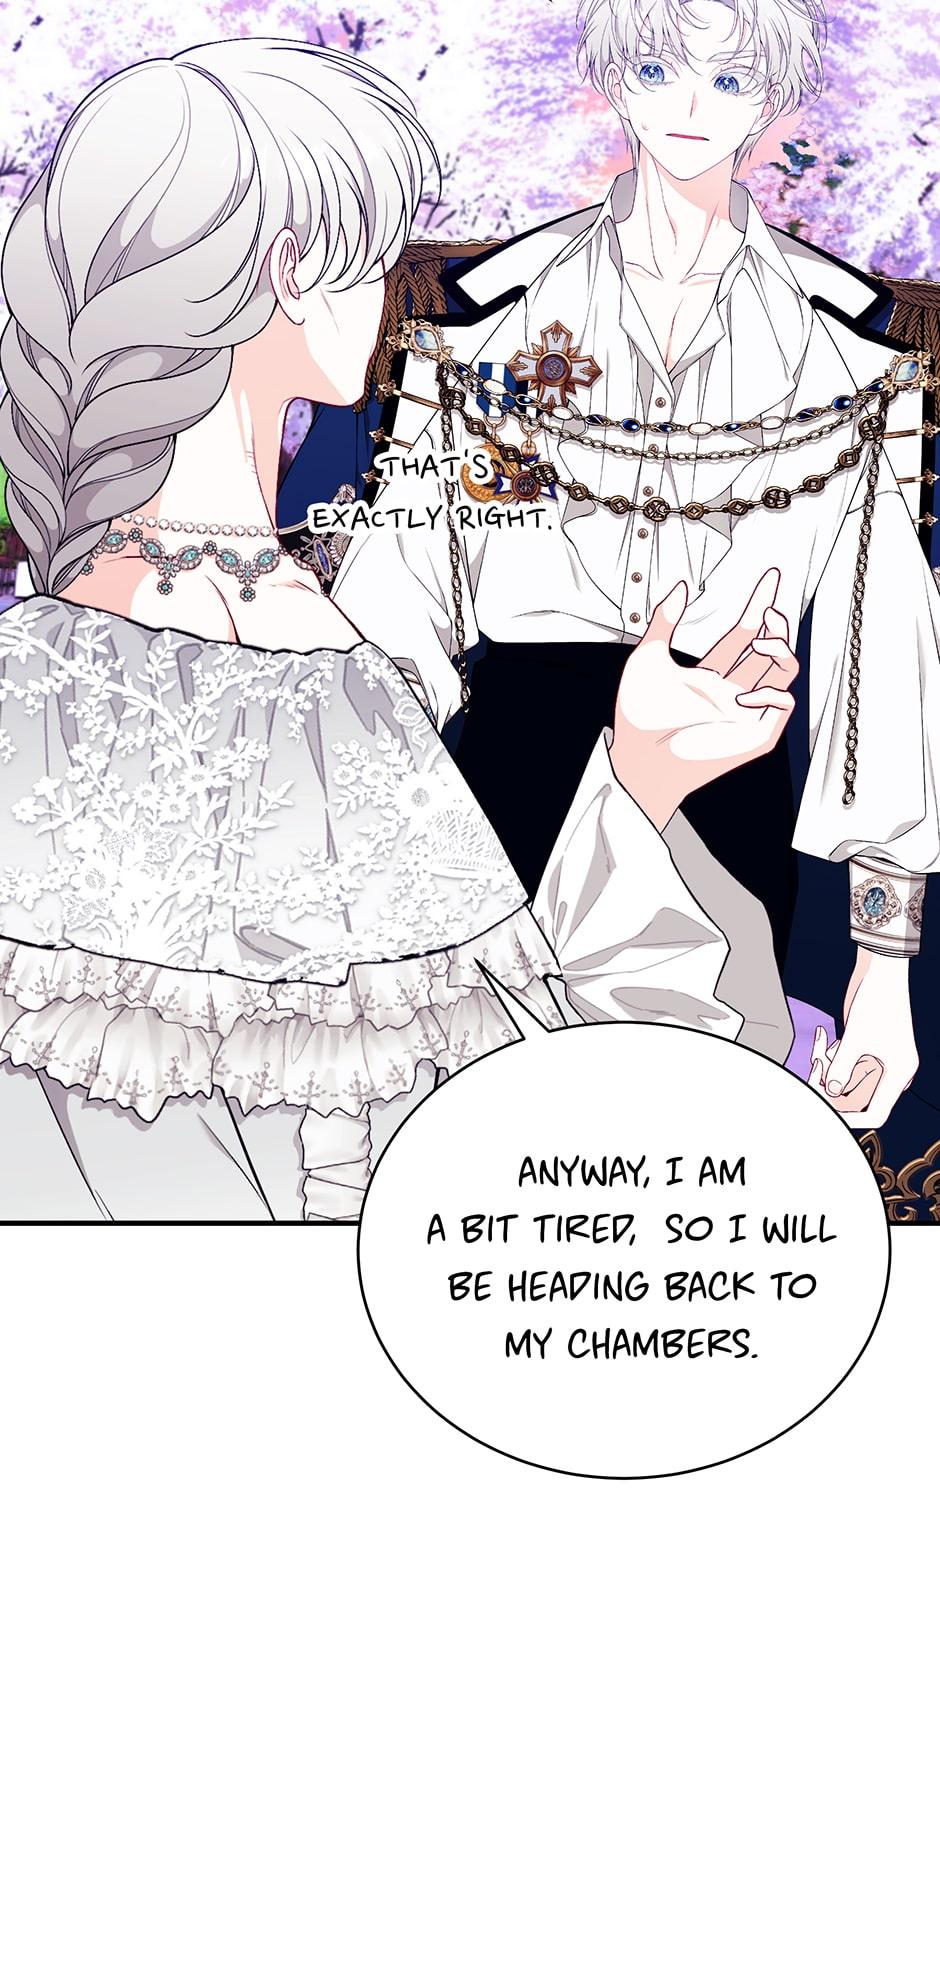 THAT'S
EXACTLY RIGHT.
ANYWAY, I AM
A BIT TIRED, SO I WILL
BE HEADING BACK TO
MY CHAMBERS.